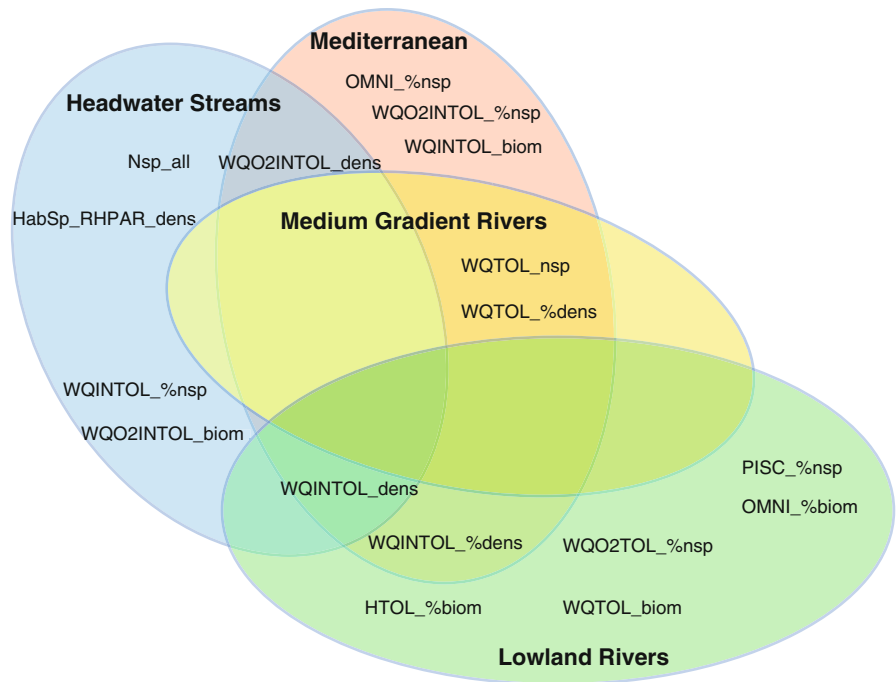 Mediterranean
OMNI_%nsp
Headwater Streams
WQO2INTOL_%nsp
WQINTOL_biom
Nsp_all
WQO2INTOL_dens
HabSp_RHPAR_dens
Medium Gradient Rivers
WQTOL_nsp
WQTOL_%dens
WQINTOL_%nsp
WQO2INTOL_biom
PISC_%nsp
WQINTOL_dens
OMNI_%biom
WQINTOL_%dens
WQO2TOL_%nsp
HTOL_%biom
WQTOL_biom
Lowland Rivers